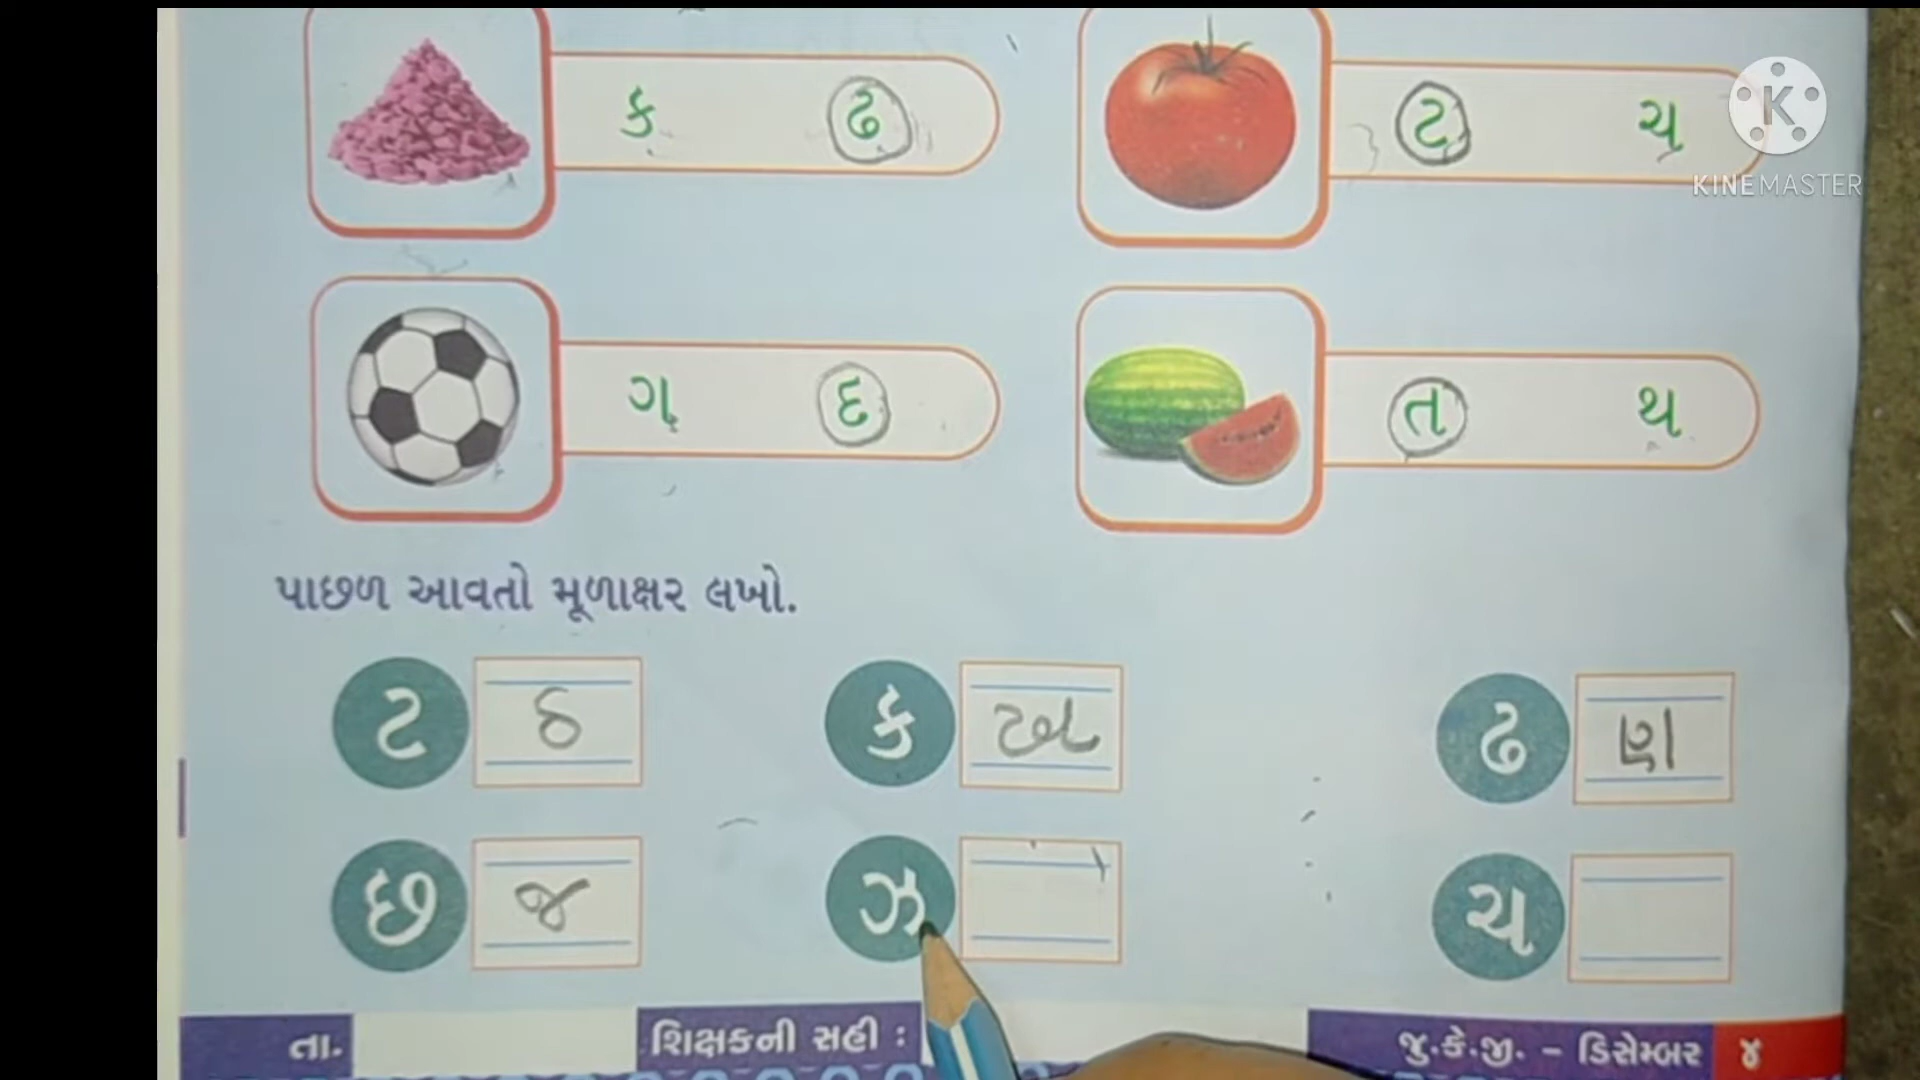 ક ઢ ટ ચ
K
KINEMASTER
ગ દ ત થ
પાછળ આવતો મૂળાક્ષર લખો.
ટ ઠ ક ખ ઢ ણ
છ જ ઝ ચ
તા. શિક્ષકની સહી : જુ.કે.જી. - ડિસેમ્બર ૪